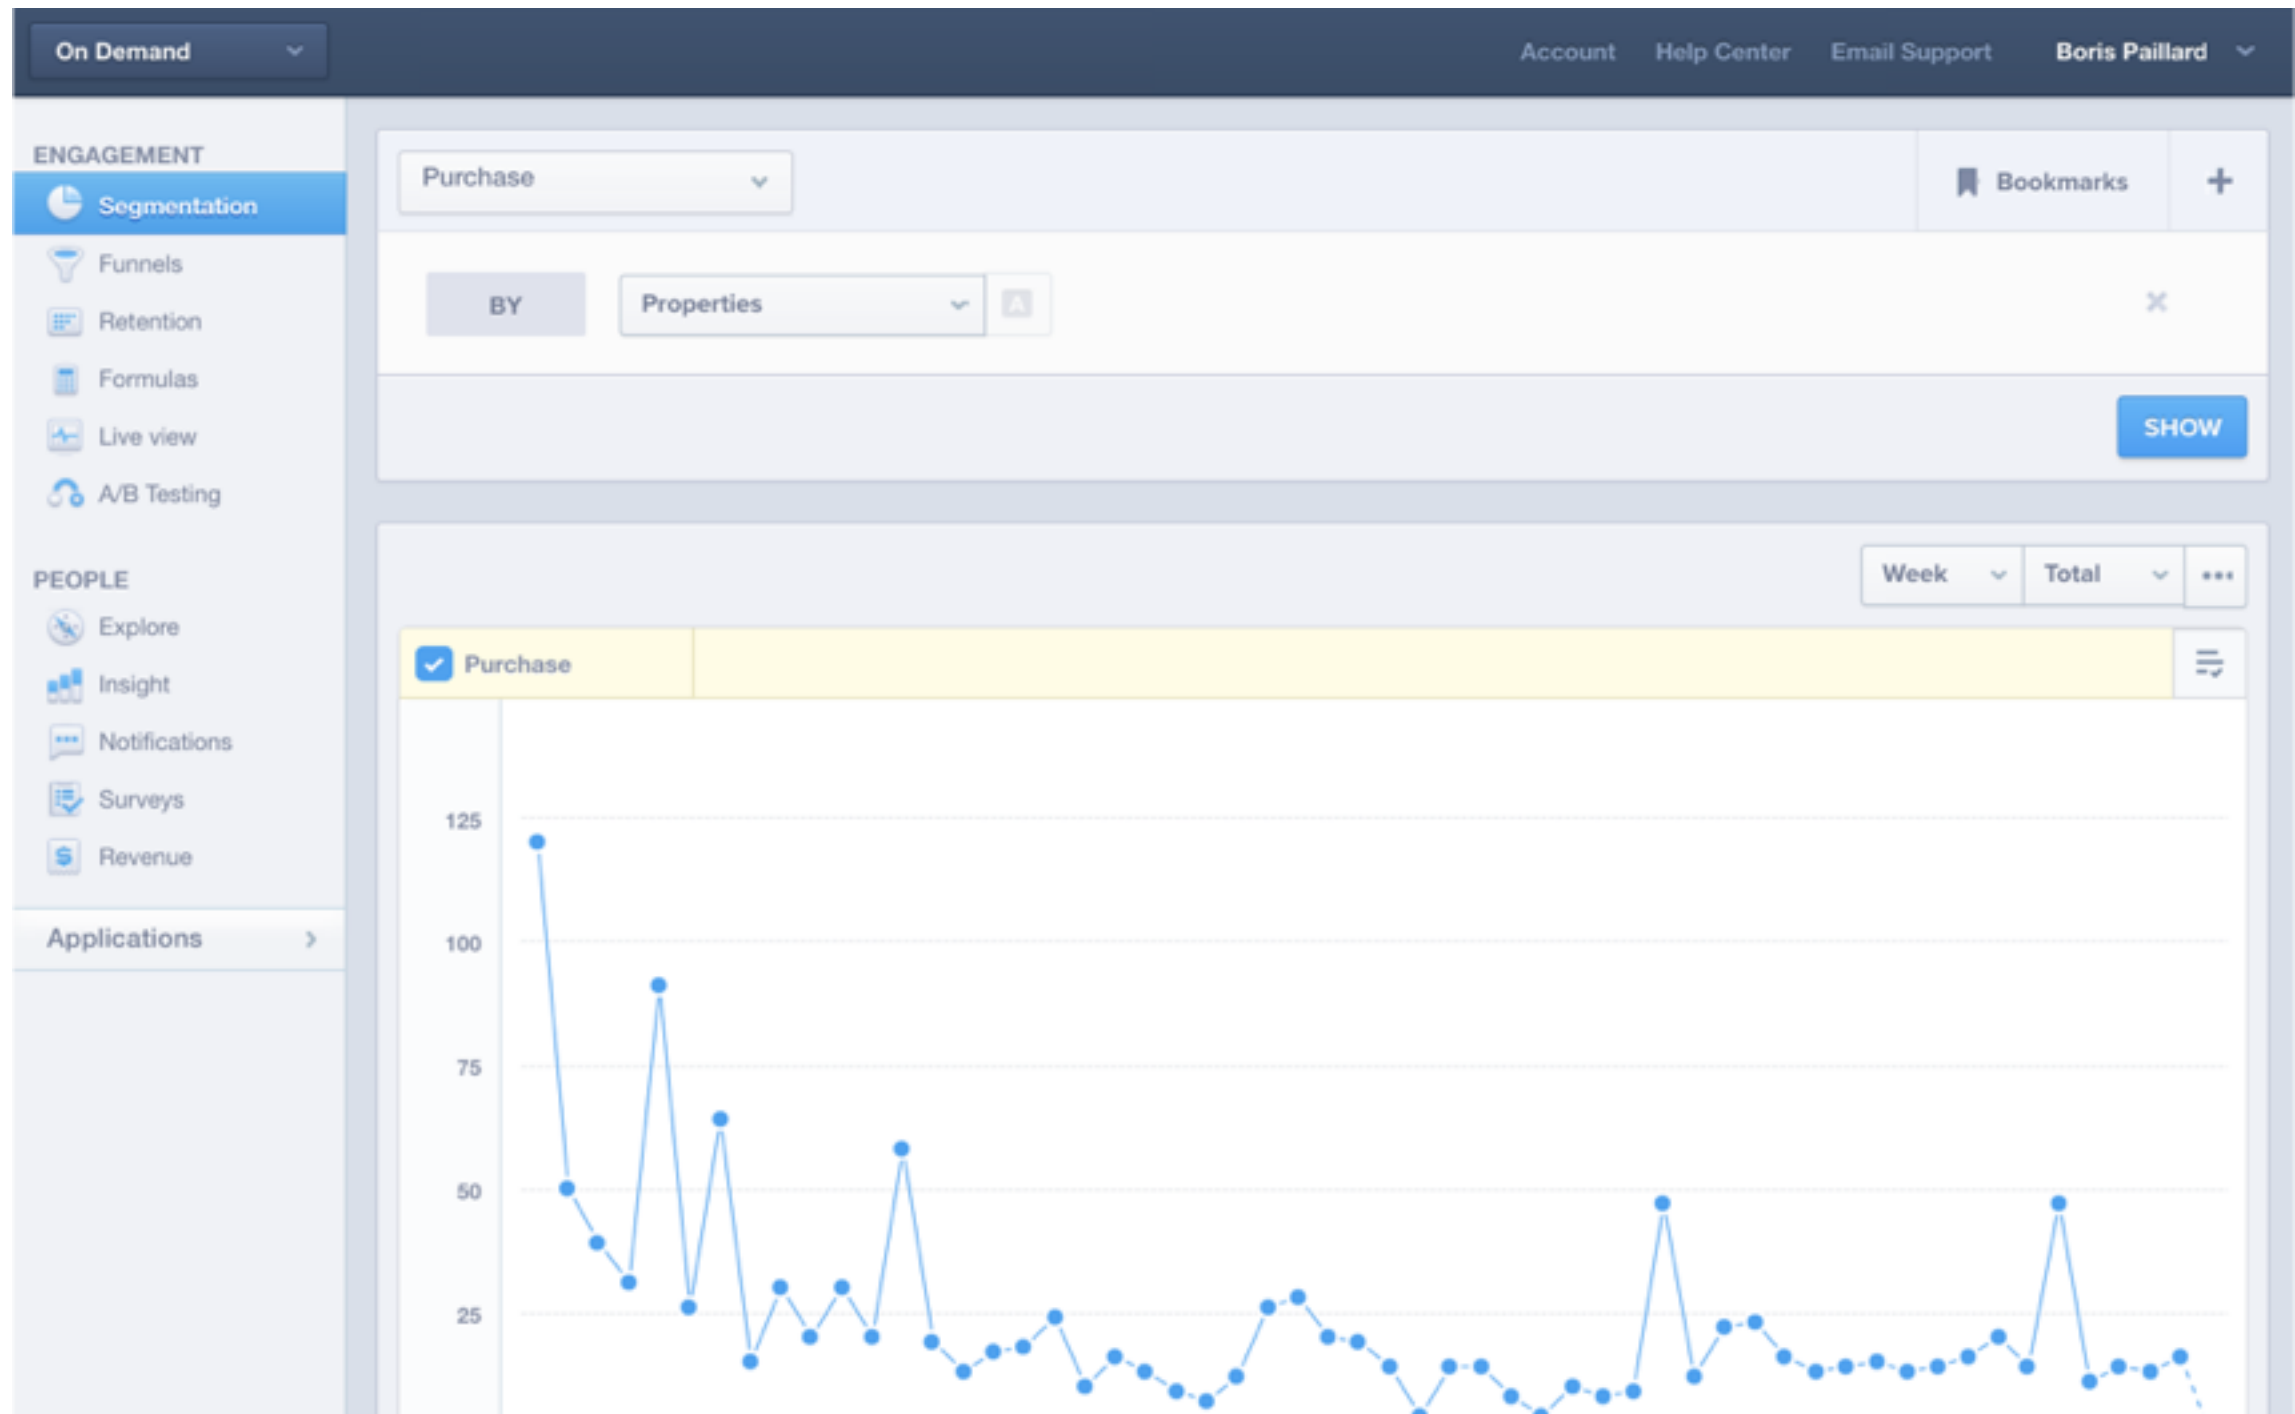 On Demand
Account Help Center Email Support Boris Paillard
ENGAGEMENT
Segmentation
Funnels
Retention
Formulas
Live view
A/B Testing
PEOPLE
Explore
Insight
Notifications
Surveys
Revenue
Applications
Purchase
Bookmarks +
BY Properties A
SHOW
Week Total
Purchase
125
100
75
50
25